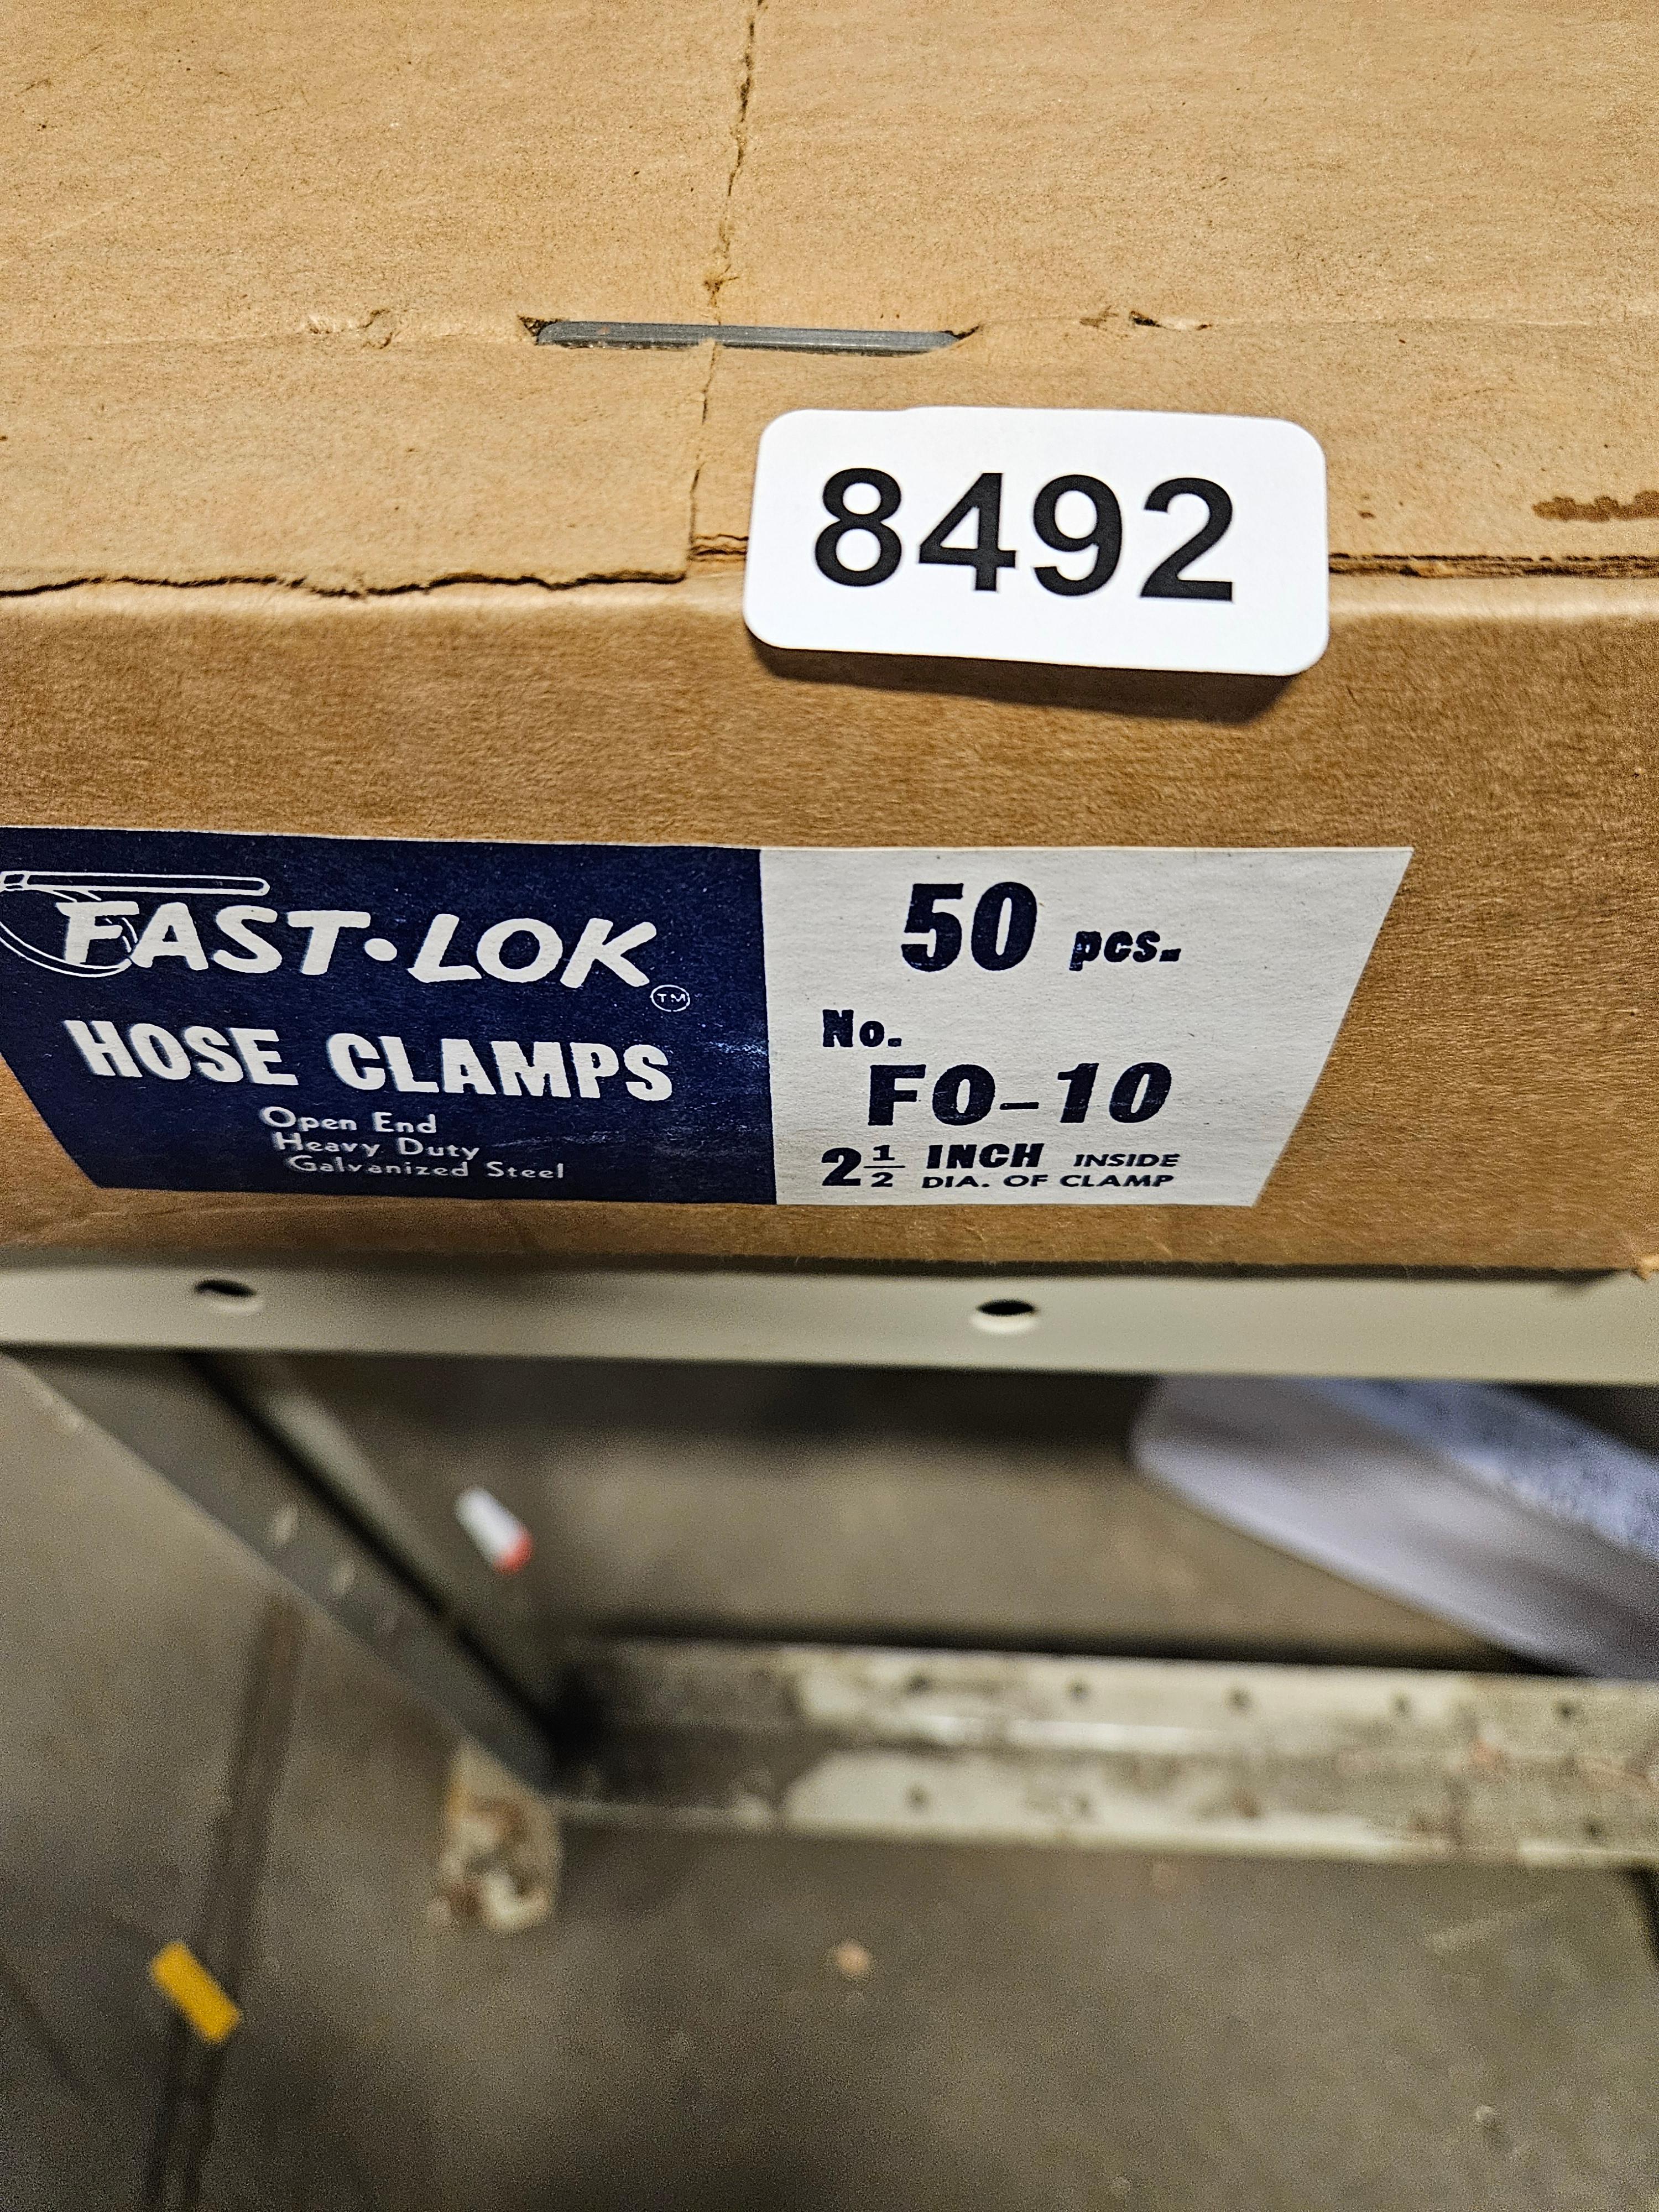 8492
FAST·LOK
TM
HOSE CLAMPS
Open End
Heavy Duty
Galvanized Steel
50 pcs.
No.
FO-10
2 1/2 INCH INSIDE
DIA. OF CLAMP